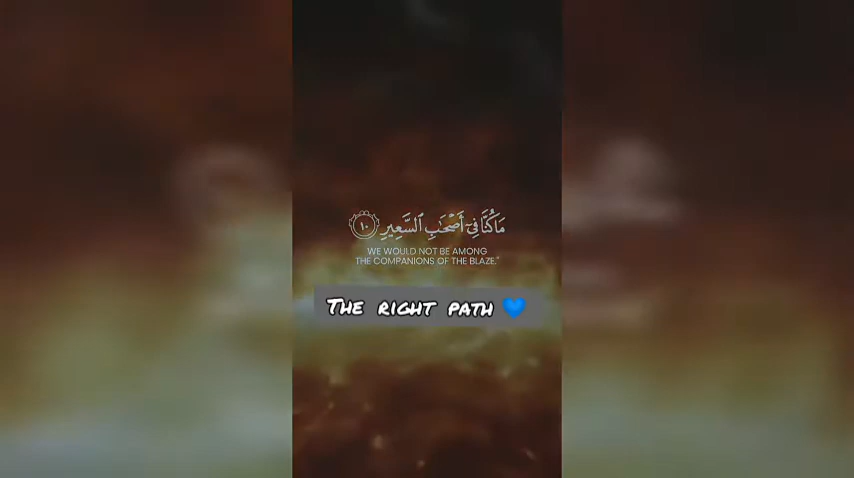 مَا كُنَّا فِىٓ أَصْحَـٰبِ ٱلسَّعِيرِ ١٠
WE WOULD NOT BE AMONG
THE COMPANIONS OF THE BLAZE."
THE RIGHT PATH 💙